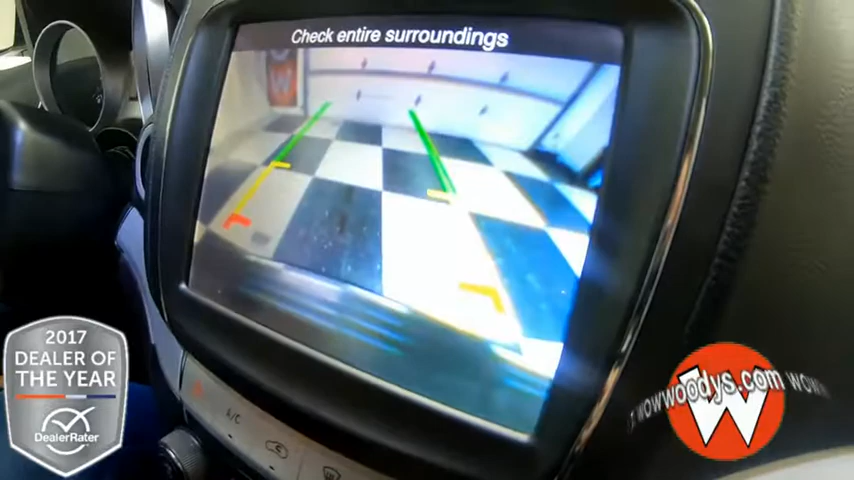 Check entire surroundings
W
A/C
2017
DEALER OF
THE YEAR
DealerRater
wowwoodys.com
W